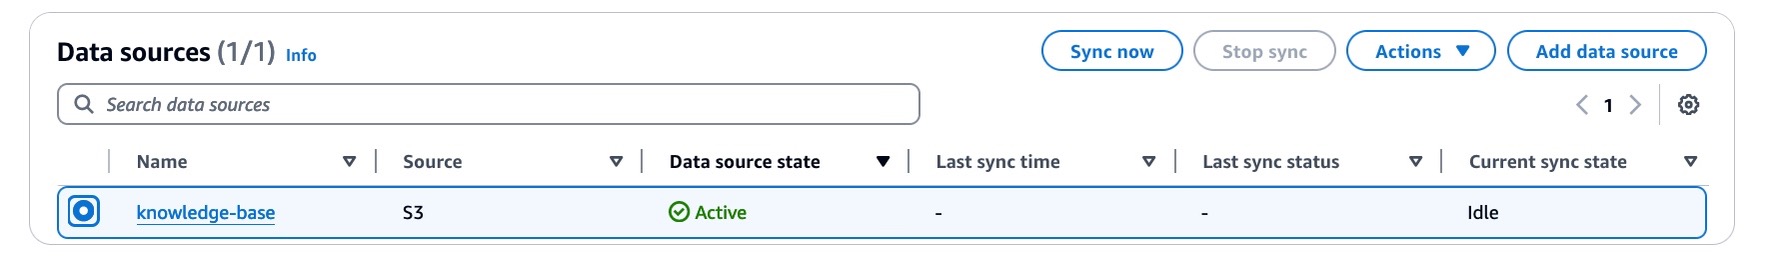 Data sources (1/1) Info Sync now Stop sync Actions Add data source
Search data sources 1
Name Source Data source state Last sync time Last sync status Current sync state
knowledge-base S3 Active - - Idle